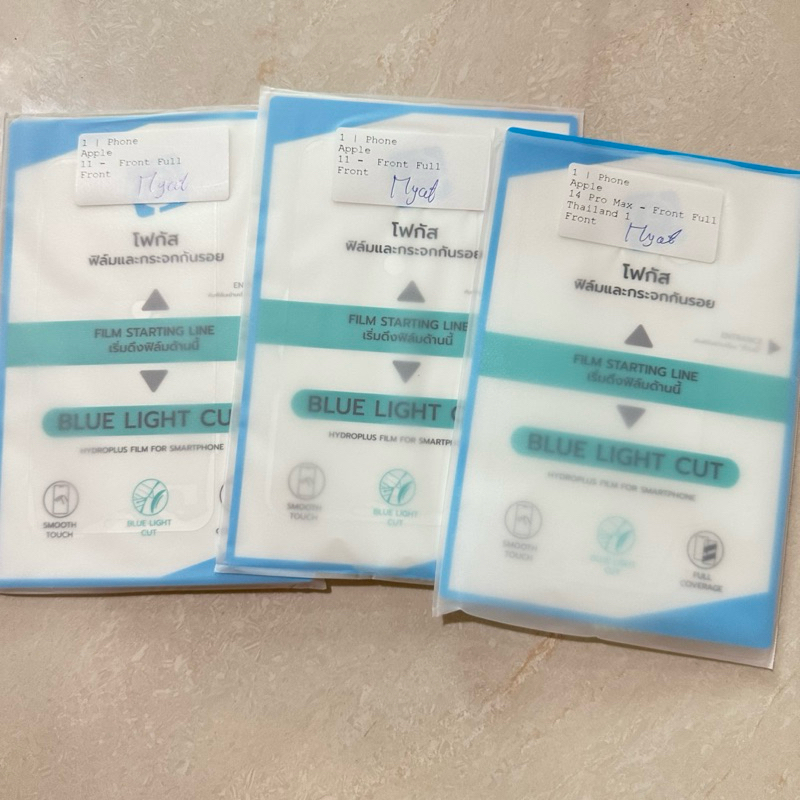 1 | Phone
Apple
11 - Front Full
Front
Myat
โฟกัส
ฟิล์มและกระจกกันรอย
EN
FILM STARTING LINE
เริ่มดึงฟิล์มด้านนี้
BLUE LIGHT CU
HYDROPLUS FILM FOR SMARTPHONE
SMOOTH
TOUCH
BLUE LIGHT
CUT
1 | Phone
Apple
11 - Front Full
Front
Myat
โฟกัส
ฟิล์มและกระจกกันรอย
FILM STARTING LINE
เริ่มดึงฟิล์มด้านนี้
BLUE LIGHT C
HYDROPLUS FILM FOR SMARTP
SMOOTH
TOUCH
BLUE LIGHT
CUT
1 | Phone
Apple
14 Pro Max - Front Full
Thailand 1
Front
Myat
โฟกัส
ฟิล์มและกระจกกันรอย
FILM STARTING LINE
เริ่มดึงฟิล์มด้านนี้
BLUE LIGHT CUT
HYDROPLUS FILM FOR SMARTPHONE
SMOOTH
TOUCH
BLUE LIGHT
CUT
FULL
COVERAGE